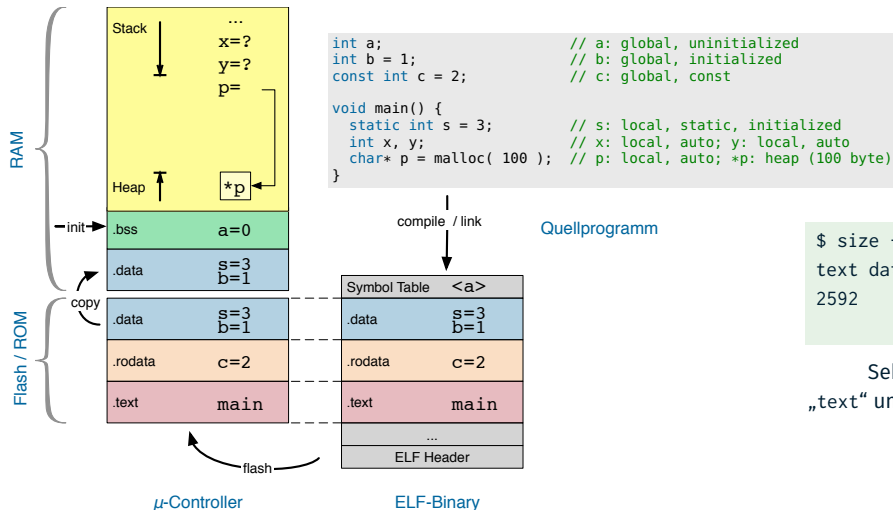 Stack
...
x=?
y=?
p=
RAM
Heap
*p
init
.bss a=0
.data s=3
b=1
copy
Flash / ROM
.data s=3
b=1
.rodata c=2
.text main
flash
µ-Controller
int a; // a: global, uninitialized
int b = 1; // b: global, initialized
const int c = 2; // c: global, const
void main() {
static int s = 3; // s: local, static, initialized
int x, y; // x: local, auto; y: local, auto
char* p = malloc( 100 ); // p: local, auto; *p: heap (100 byte)
}
compile / link
Quellprogramm
Symbol Table <a>
.data s=3
b=1
.rodata c=2
.text main
...
ELF Header
ELF-Binary
$ size
text
2592
„text“